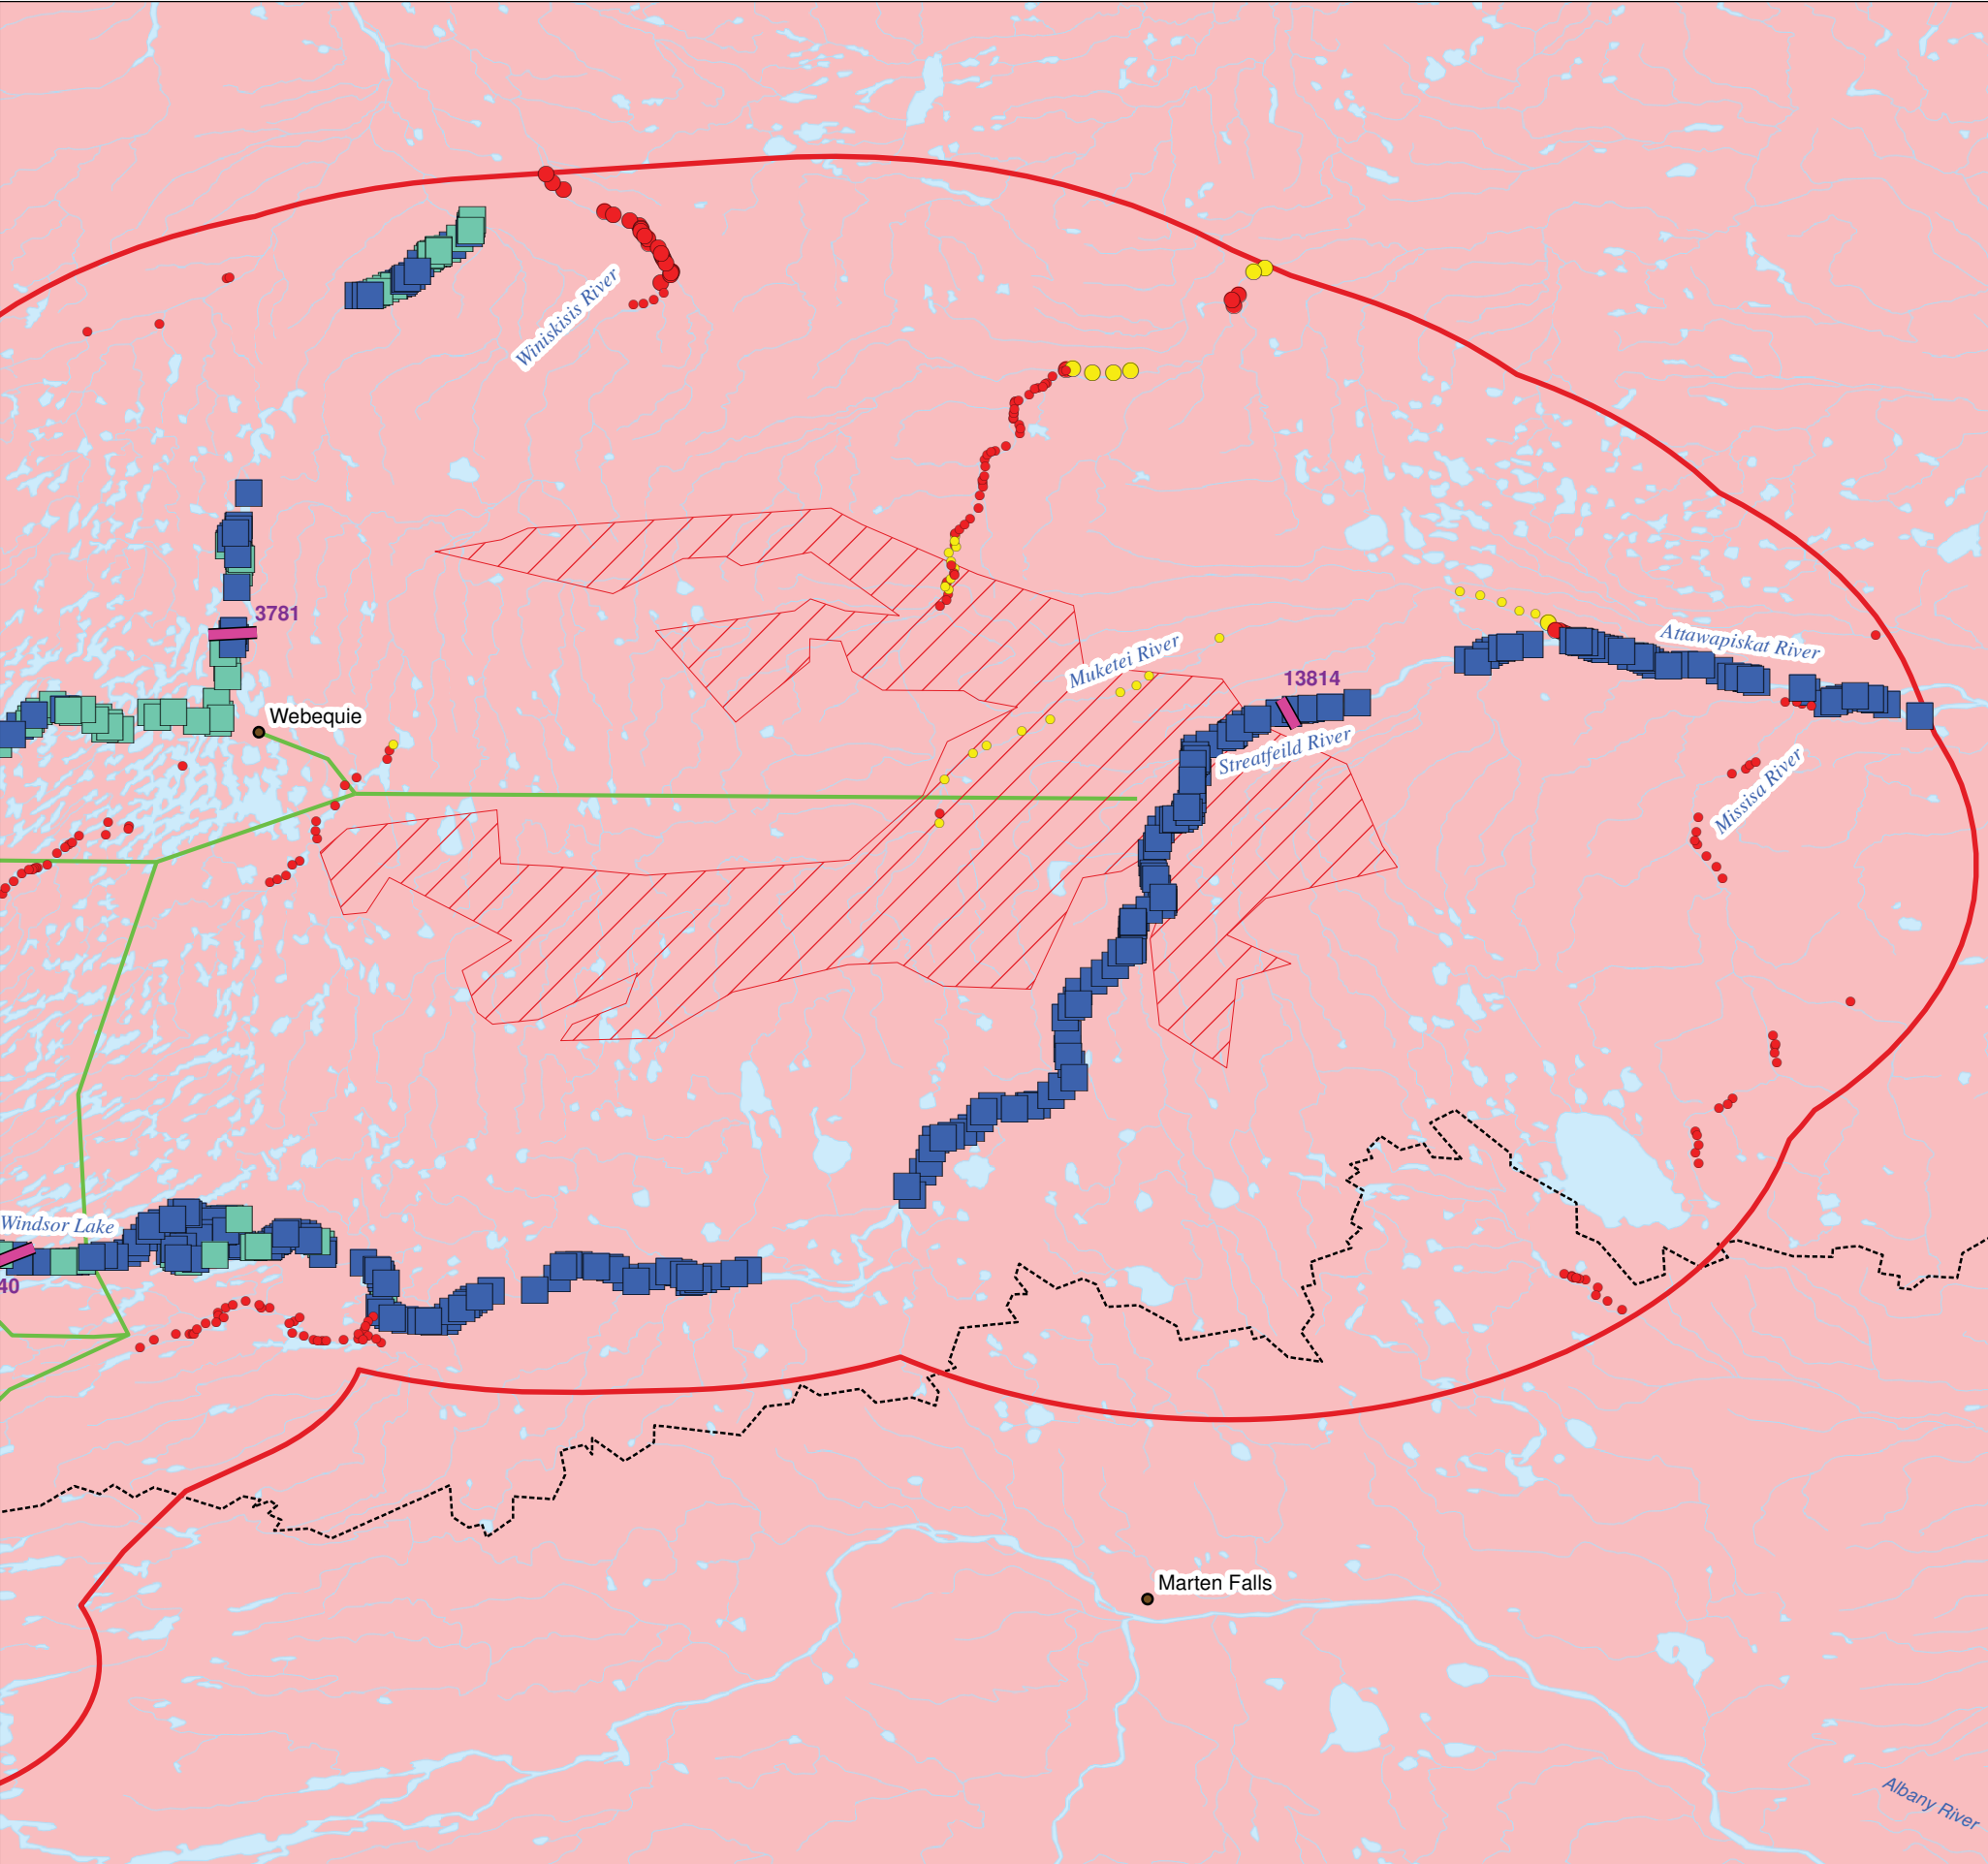 Winiskisis River
3781
Webequie
Muketei River
13814
Attawapiskat River
Streatfeild River
Missisa River
Windsor Lake
40
Marten Falls
Albany River